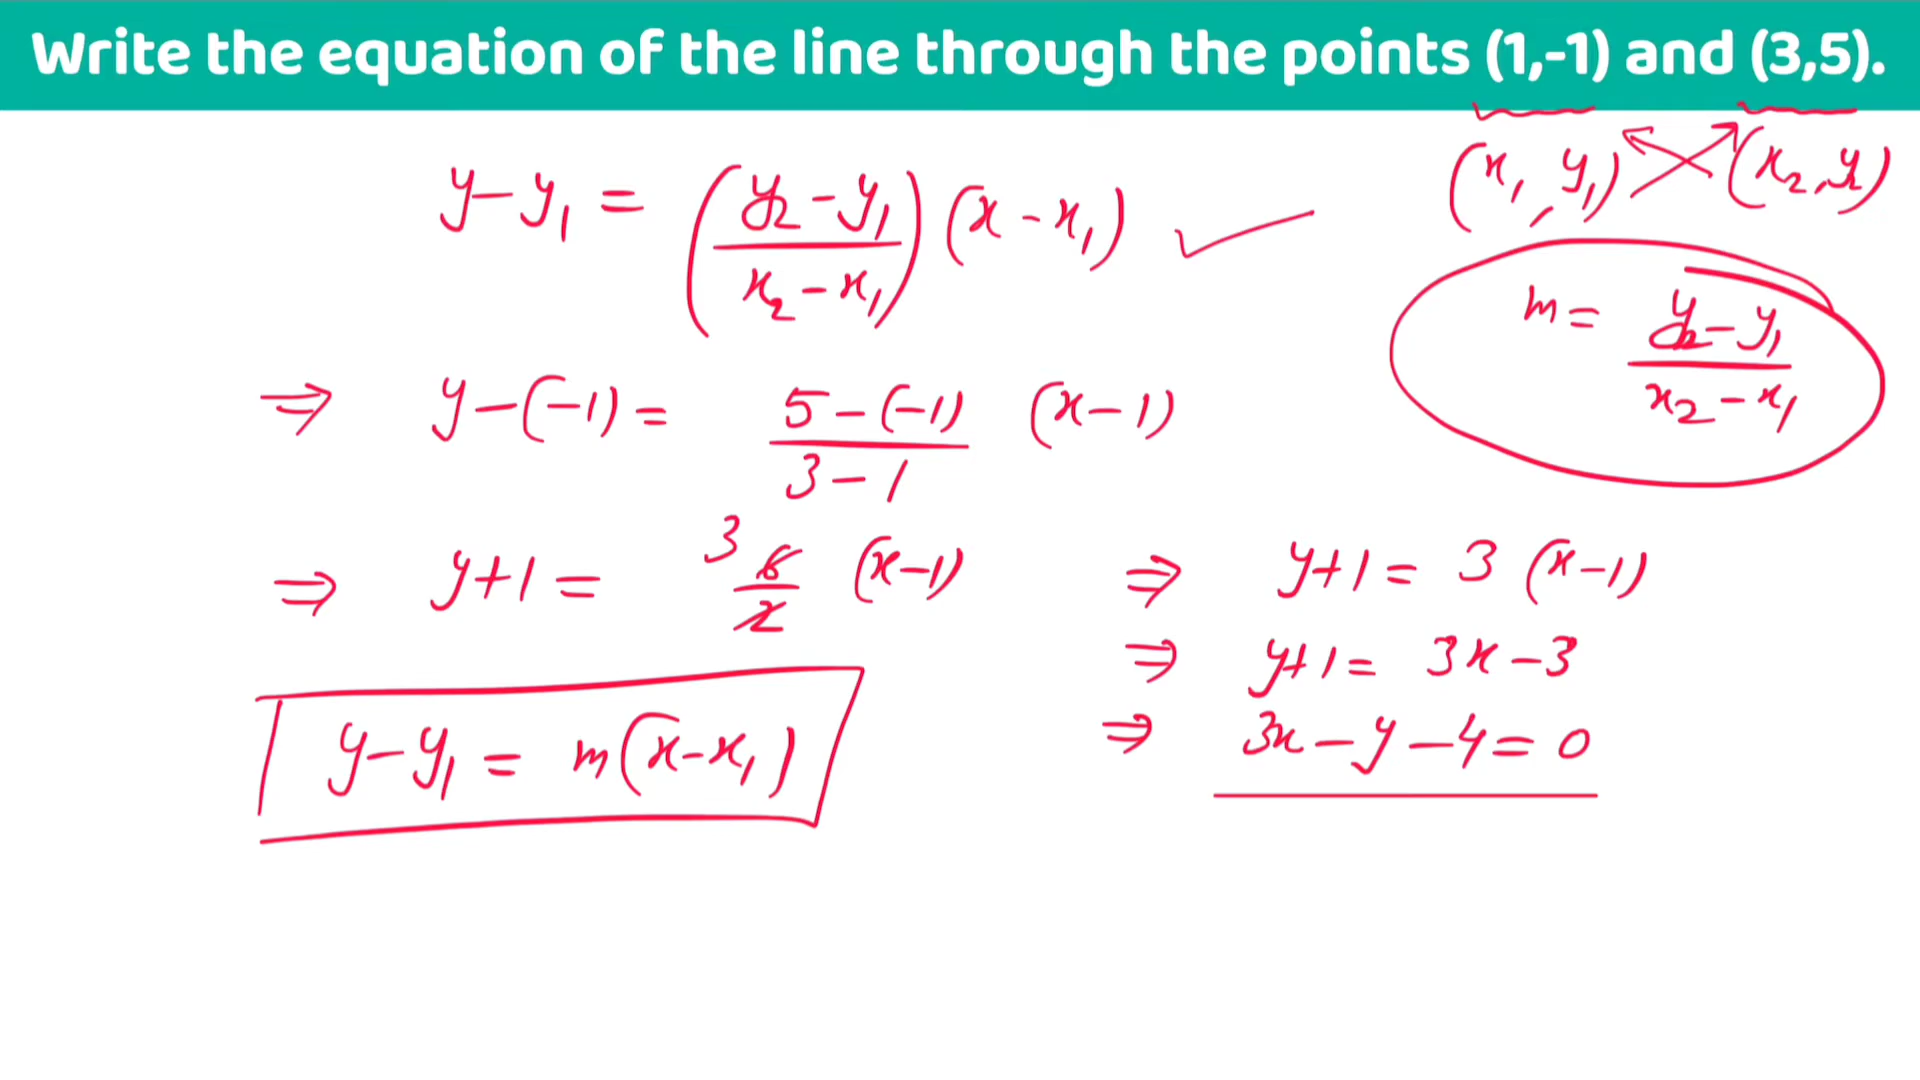 Write the equation of the line through the points (1,-1) and (3,5).
(x₁, y₁) (x₂, y₂)
y-y₁ = ((y₂-y₁)/(x₂-x₁)) (x-x₁)
m = (y₂-y₁)/(x₂-x₁)
⇒ y-(-1) = (5-(-1))/(3-1) (x-1)
⇒ y+1 = 3 6/2 (x-1)
y-y₁ = m(x-x₁)
⇒ y+1 = 3 (x-1)
⇒ y+1 = 3x-3
⇒ 3x-y-4=0